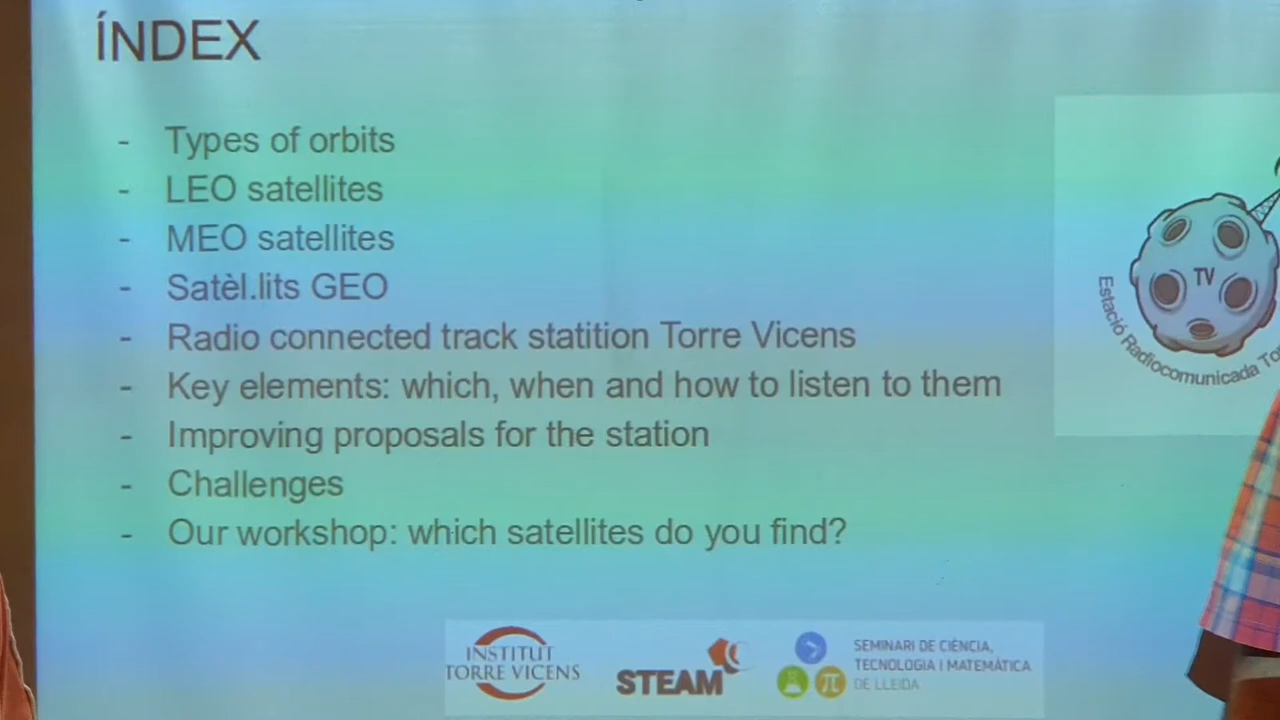 ÍNDEX
- Types of orbits
- LEO satellites
- MEO satellites
- Satèl.lits GEO
- Radio connected track statition Torre Vicens
- Key elements: which, when and how to listen to them
- Improving proposals for the station
- Challenges
- Our workshop: which satellites do you find?
TV
Estació Radiocomunicada
INSTITUT
TORRE VICENS
STEAM
SEMINARI DE CIÈNCIA,
TECNOLOGIA I MATEMÀTICA
DE LLEIDA
π